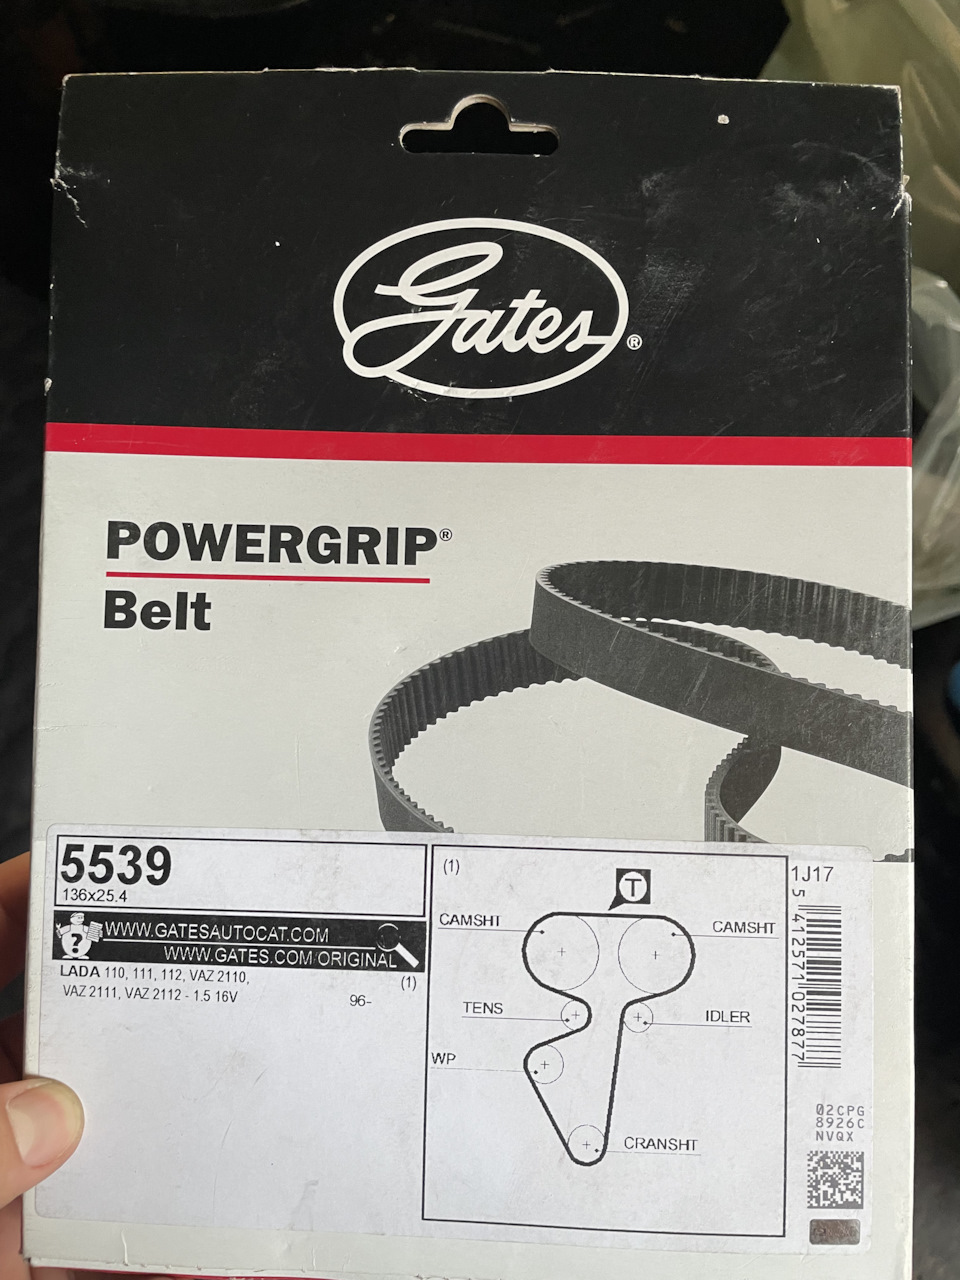 Gates®
POWERGRIP®
Belt
5539
136x25.4
WWW.GATESAUTOCAT.COM
WWW.GATES.COM ORIGINAL
?
LADA 110, 111, 112, VAZ 2110,
VAZ 2111, VAZ 2112 - 1.5 16V
(1)
96-
(1)
T
CAMSHT
CAMSHT
TENS
IDLER
WP
CRANSHT
1J17
5 412571 027877
02CPG
8926C
NVQX